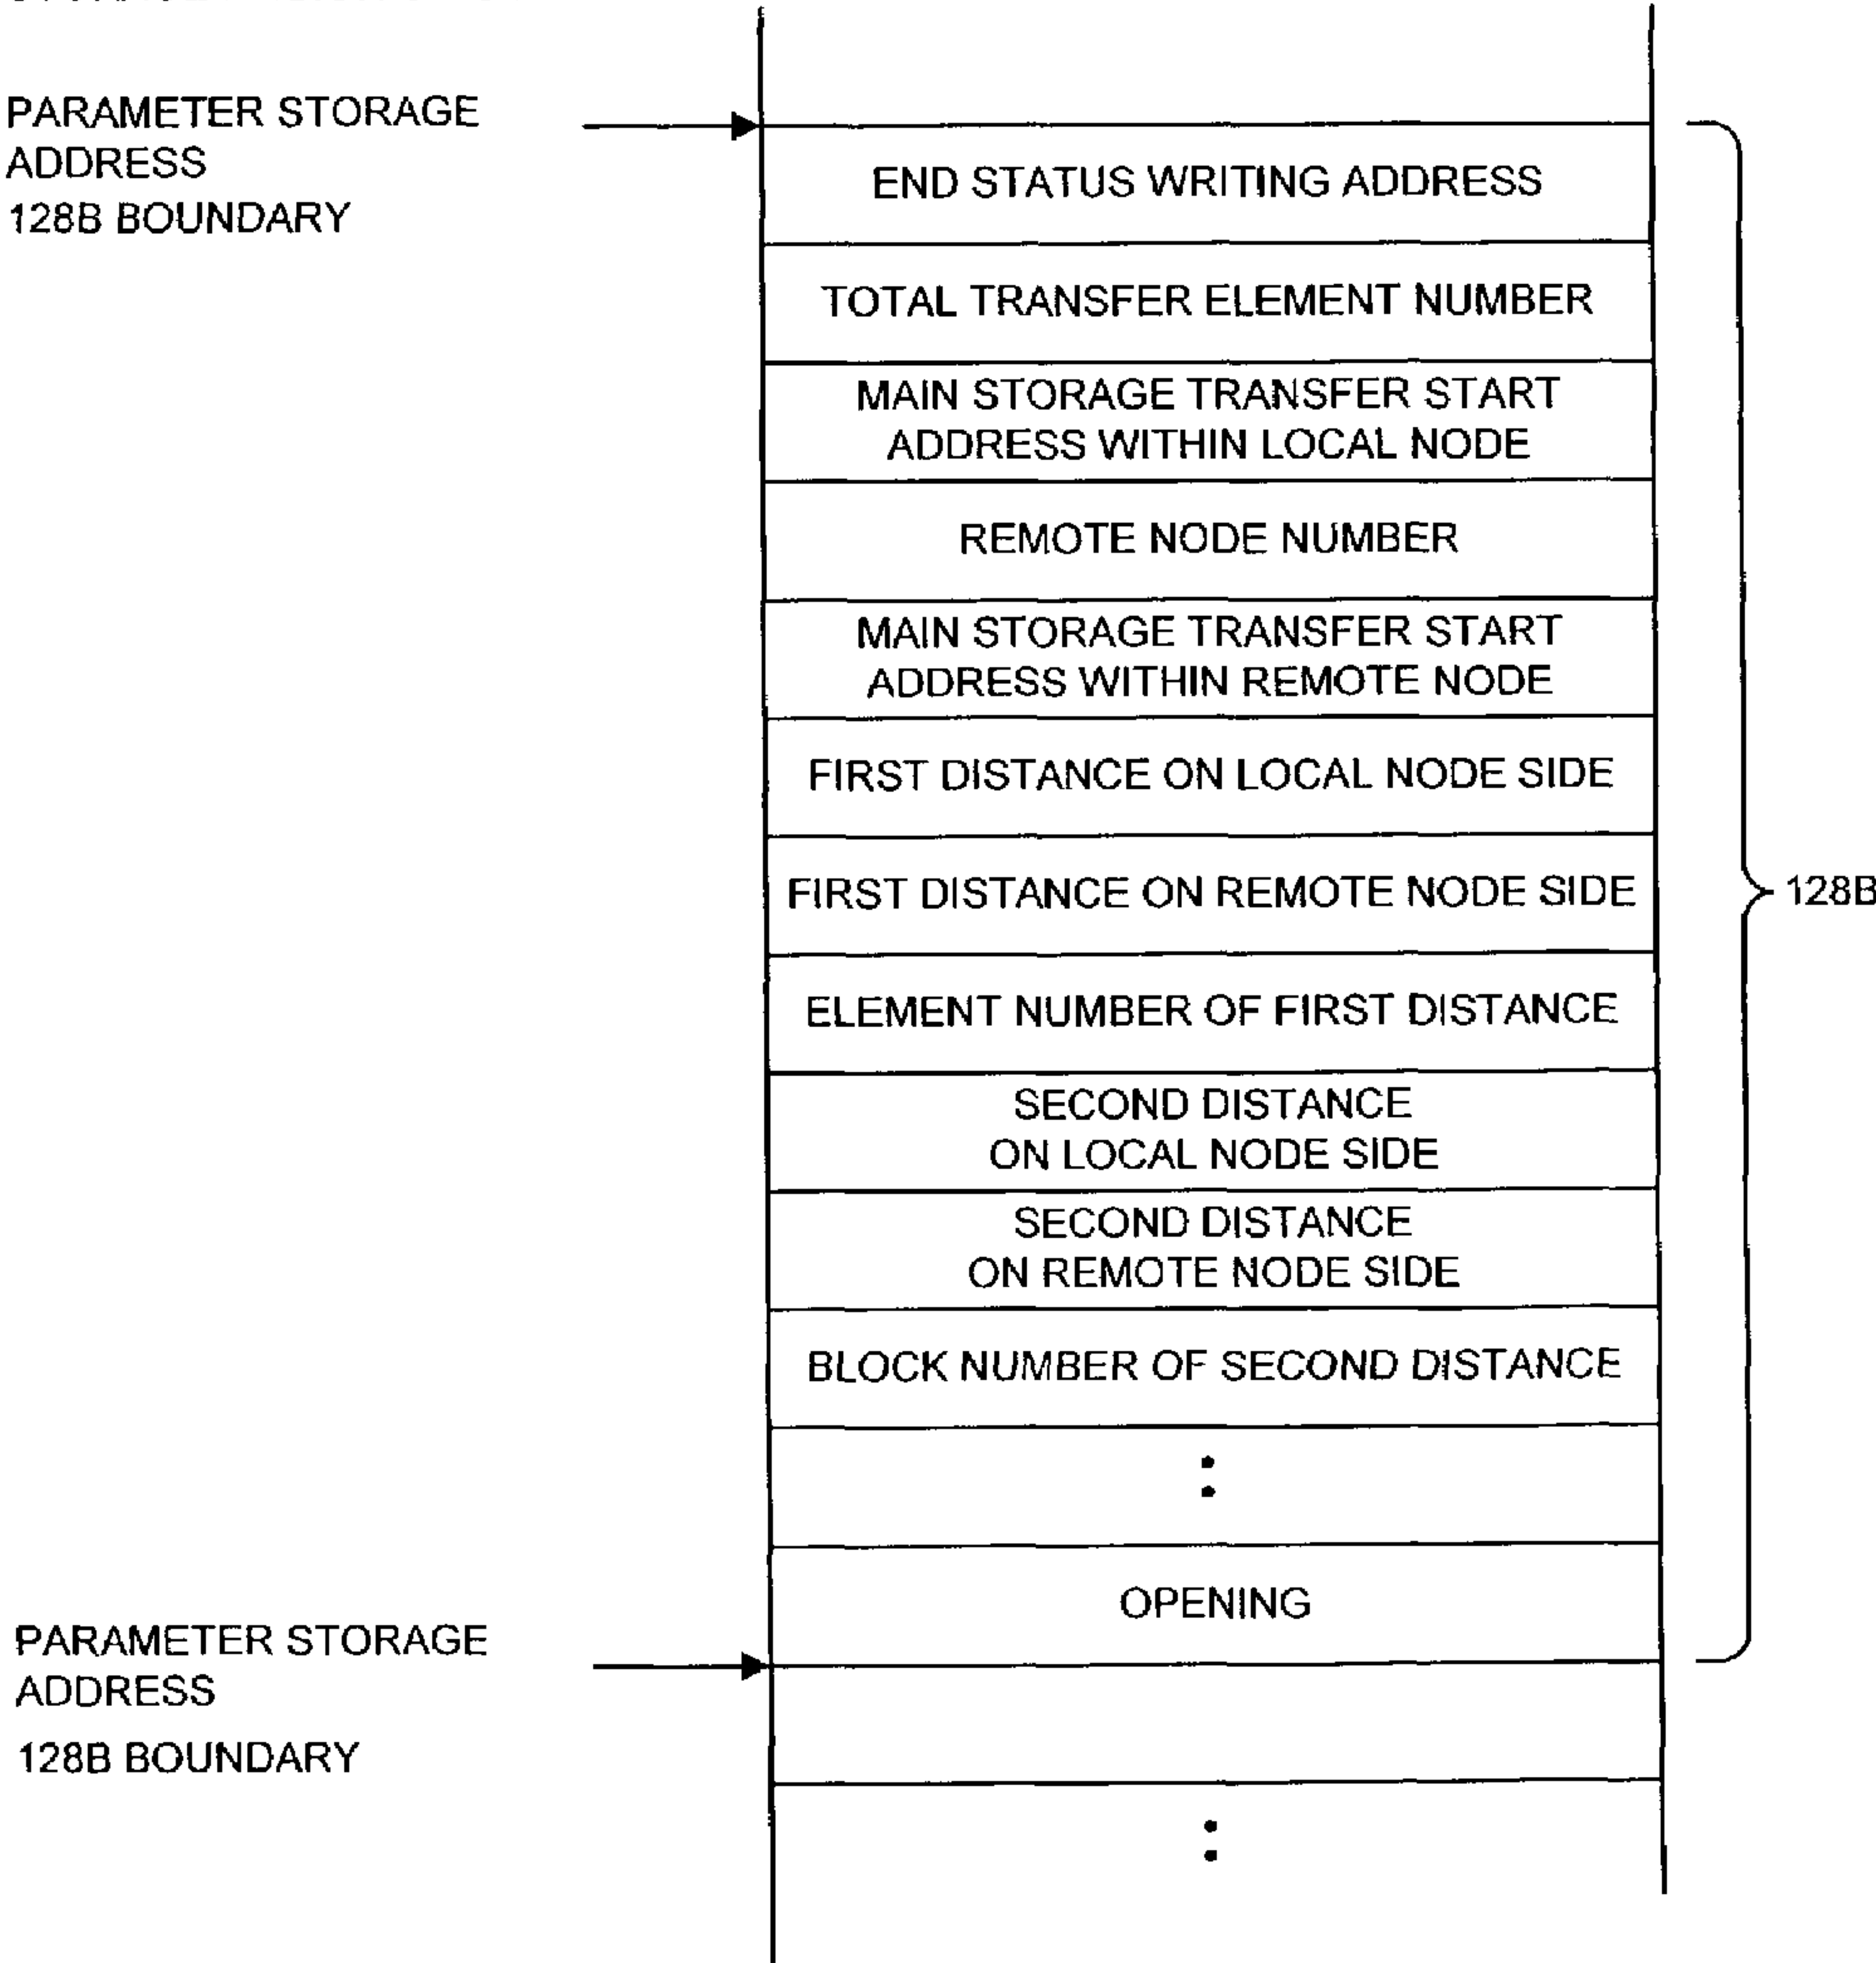 PARAMETER STORAGE
ADDRESS
128B BOUNDARY
END STATUS WRITING ADDRESS
TOTAL TRANSFER ELEMENT NUMBER
MAIN STORAGE TRANSFER START
ADDRESS WITHIN LOCAL NODE
REMOTE NODE NUMBER
MAIN STORAGE TRANSFER START
ADDRESS WITHIN REMOTE NODE
FIRST DISTANCE ON LOCAL NODE SIDE
FIRST DISTANCE ON REMOTE NODE SIDE
128B
ELEMENT NUMBER OF FIRST DISTANCE
SECOND DISTANCE
ON LOCAL NODE SIDE
SECOND DISTANCE
ON REMOTE NODE SIDE
BLOCK NUMBER OF SECOND DISTANCE
OPENING
PARAMETER STORAGE
ADDRESS
128B BOUNDARY